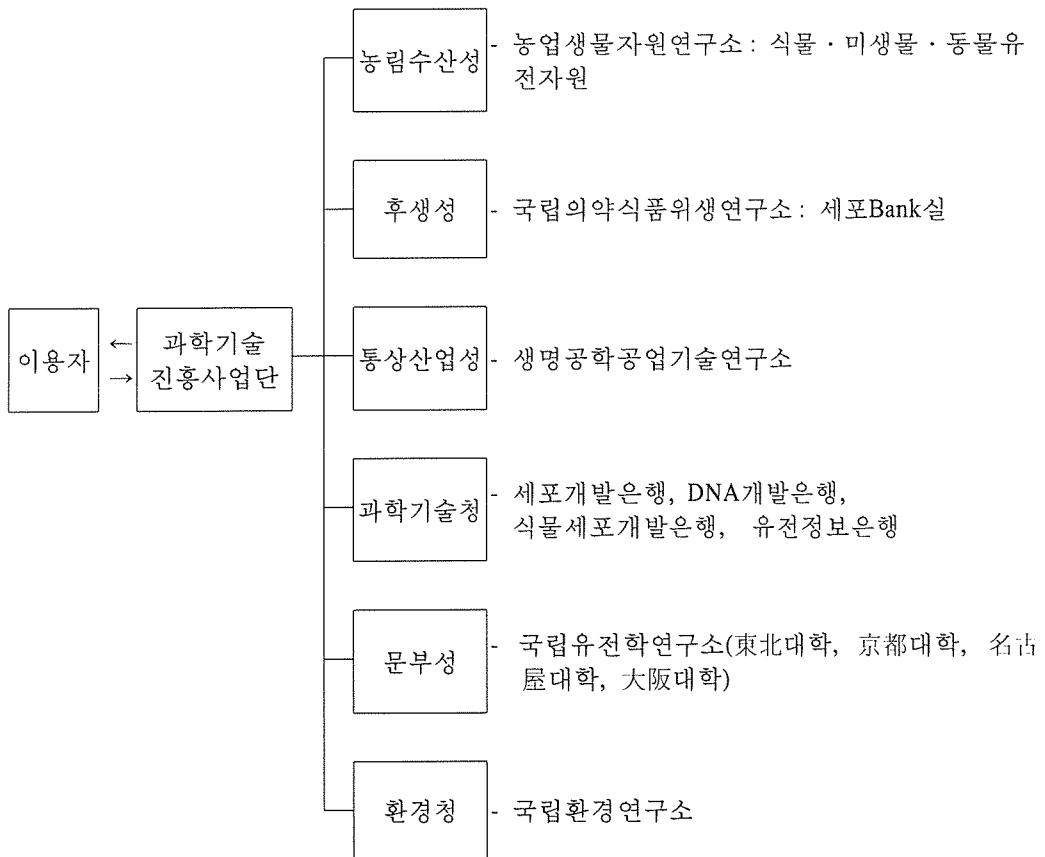 농림수산성
- 농업생물자원연구소 : 식물 · 미생물 · 동물유
전자원
후생성
- 국립의약식품위생연구소 : 세포Bank실
이용자
←
→
과학기술
진흥사업단
통상산업성
- 생명공학공업기술연구소
과학기술청
- 세포개발은행, DNA개발은행,
식물세포개발은행, 유전정보은행
문부성
- 국립유전학연구소(東北대학, 京都대학, 名古
屋대학, 大阪대학)
환경청
- 국립환경연구소